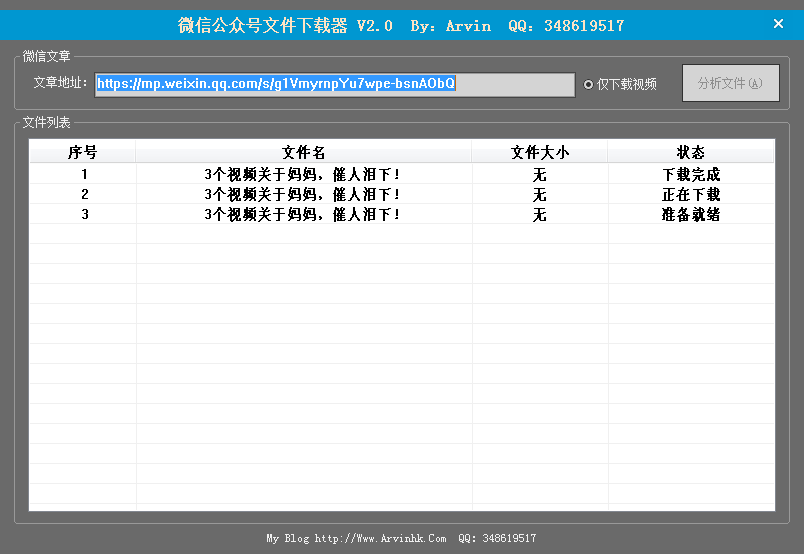 微信公众号文件下载器 V2.0 By: Arvin QQ: 348619517
微信文章
文章地址: https://mp.weixin.qq.com/s/g1VmyrnpYu7wpe-bsnAObQ 仅下载视频 分析文件(A)
文件列表
序号 文件名 文件大小 状态
1 3个视频关于妈妈，催人泪下！ 无 下载完成
2 3个视频关于妈妈，催人泪下！ 无 正在下载
3 3个视频关于妈妈，催人泪下！ 无 准备就绪
My Blog http://Www.Arvinhk.Com QQ: 348619517